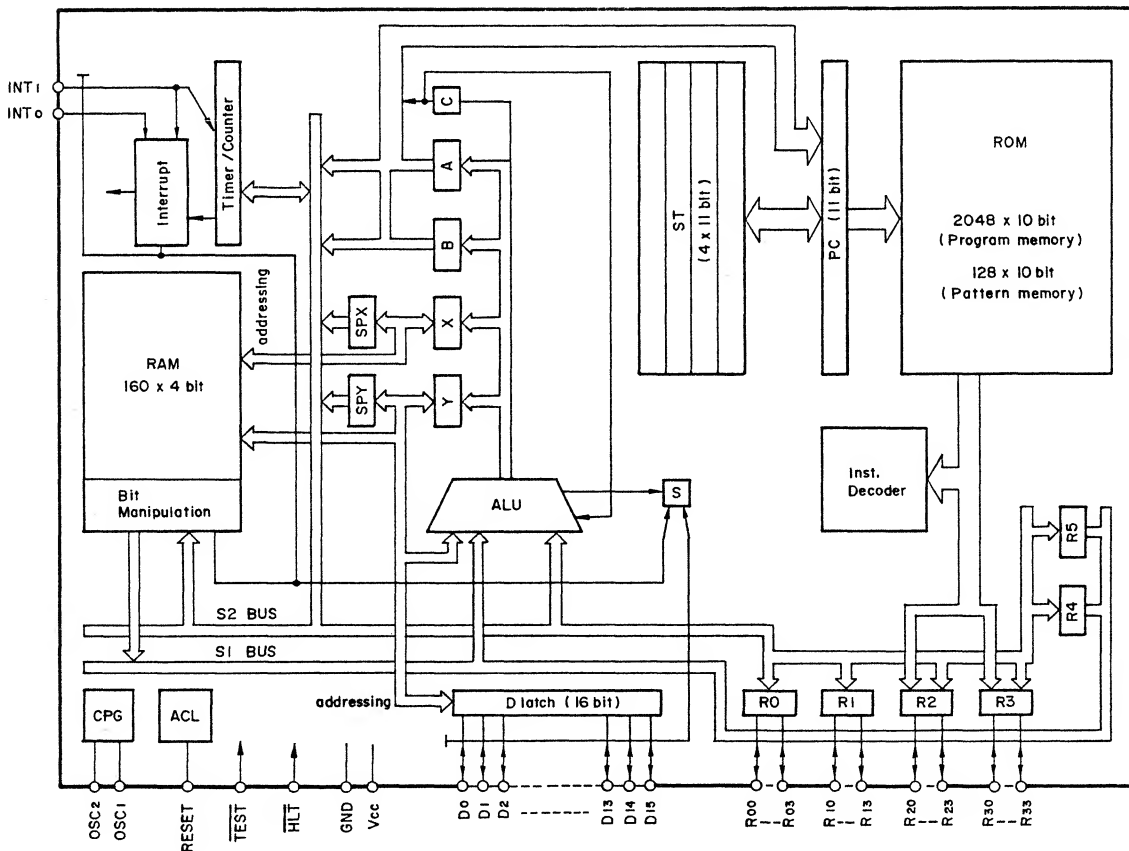 INT1
INT0
Interrupt
Timer/Counter
C
A
B
SPX
X
SPY
Y
addressing
RAM
160 x 4 bit
Bit
Manipulation
ALU
S
ST
(4 x 11 bit)
PC (11 bit)
ROM
2048 x 10 bit
(Program memory)
128 x 10 bit
(Pattern memory)
Inst.
Decoder
R5
R4
S2 BUS
S1 BUS
CPG
ACL
addressing
D latch (16 bit)
R0
R1
R2
R3
OSC2
OSC1
RESET
TEST
HLT
GND
Vcc
D0
D1
D2
D13
D14
D15
R00
R03
R10
R13
R20
R23
R30
R33